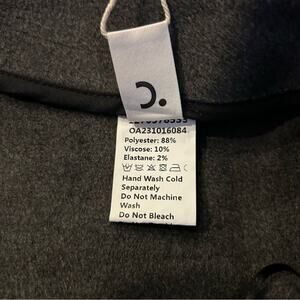 OA231016084
Polyester: 88%
Viscose: 10%
Elastane: 2%
Hand Wash Cold
Separately
Do Not Machine
Wash
Do Not Bleach